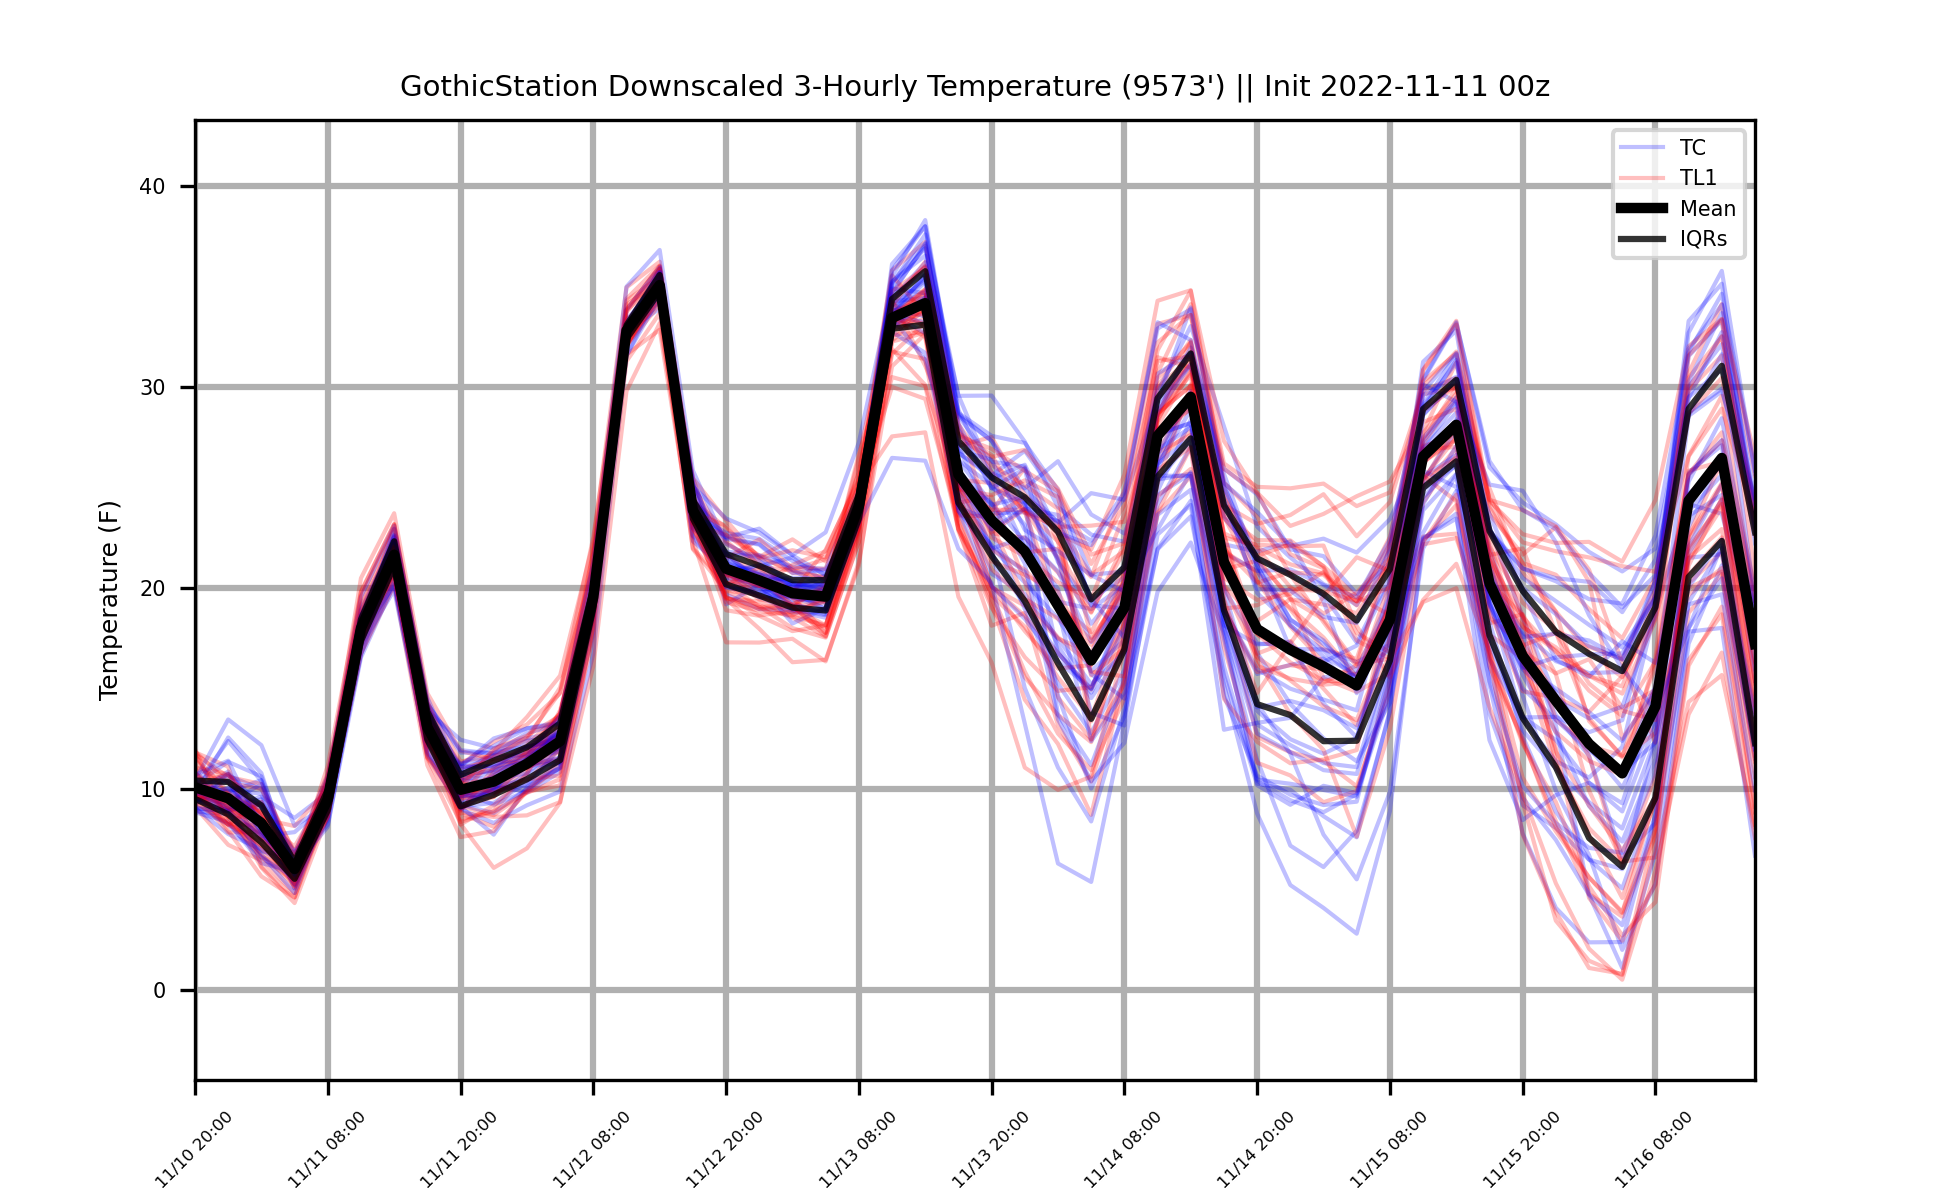 GothicStation Downscaled 3-Hourly Temperature (9573') || Init 2022-11-11 00z
TC
TL1
Mean
IQRs
Temperature (F)
40
30
20
10
0
11/10 20:00
11/11 08:00
11/11 20:00
11/12 08:00
11/12 20:00
11/13 08:00
11/13 20:00
11/14 08:00
11/14 20:00
11/15 08:00
11/15 20:00
11/16 08:00